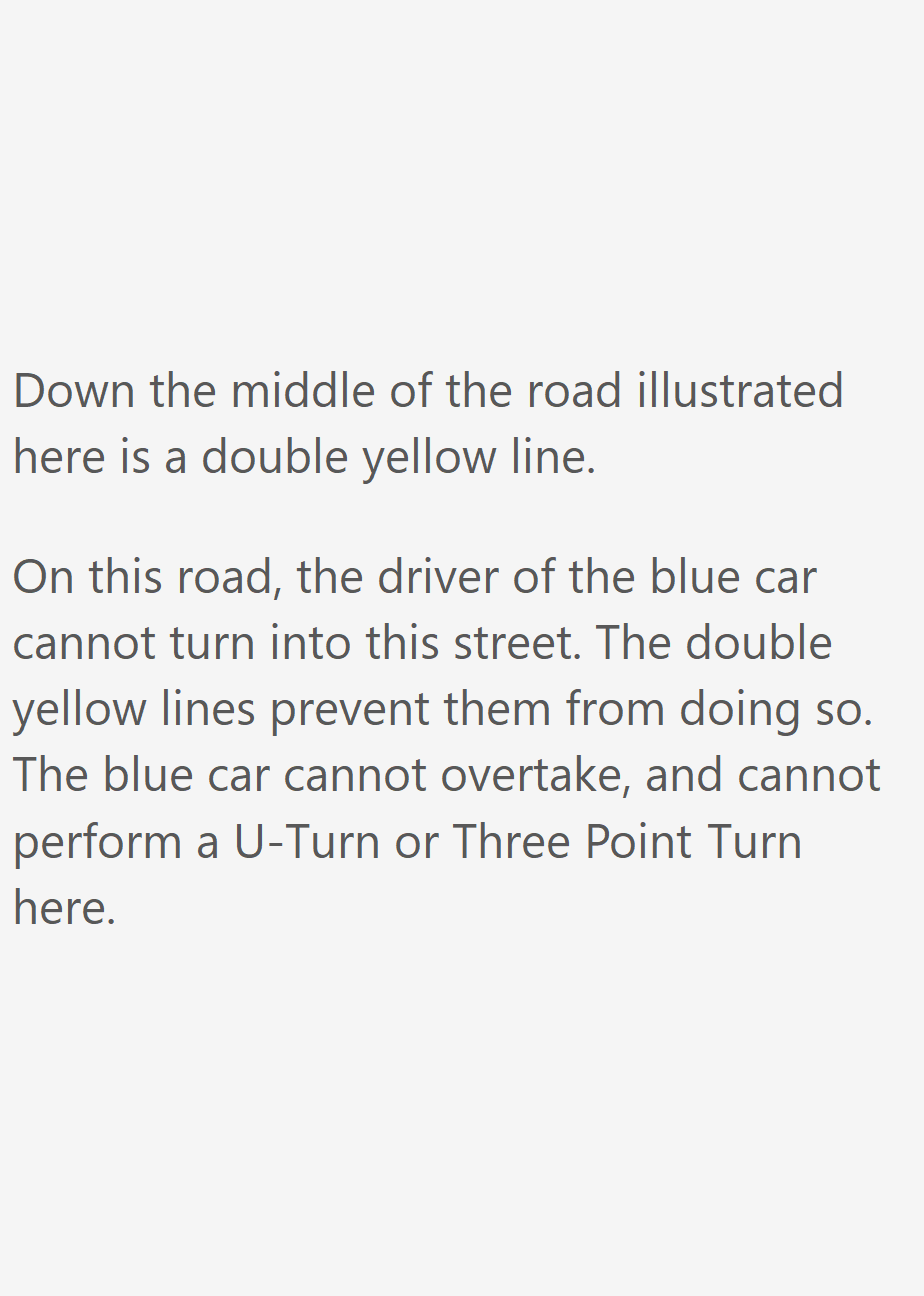 Down the middle of the road illustrated
here is a double yellow line.
On this road, the driver of the blue car
cannot turn into this street. The double
yellow lines prevent them from doing so.
The blue car cannot overtake, and cannot
perform a U-Turn or Three Point Turn
here.